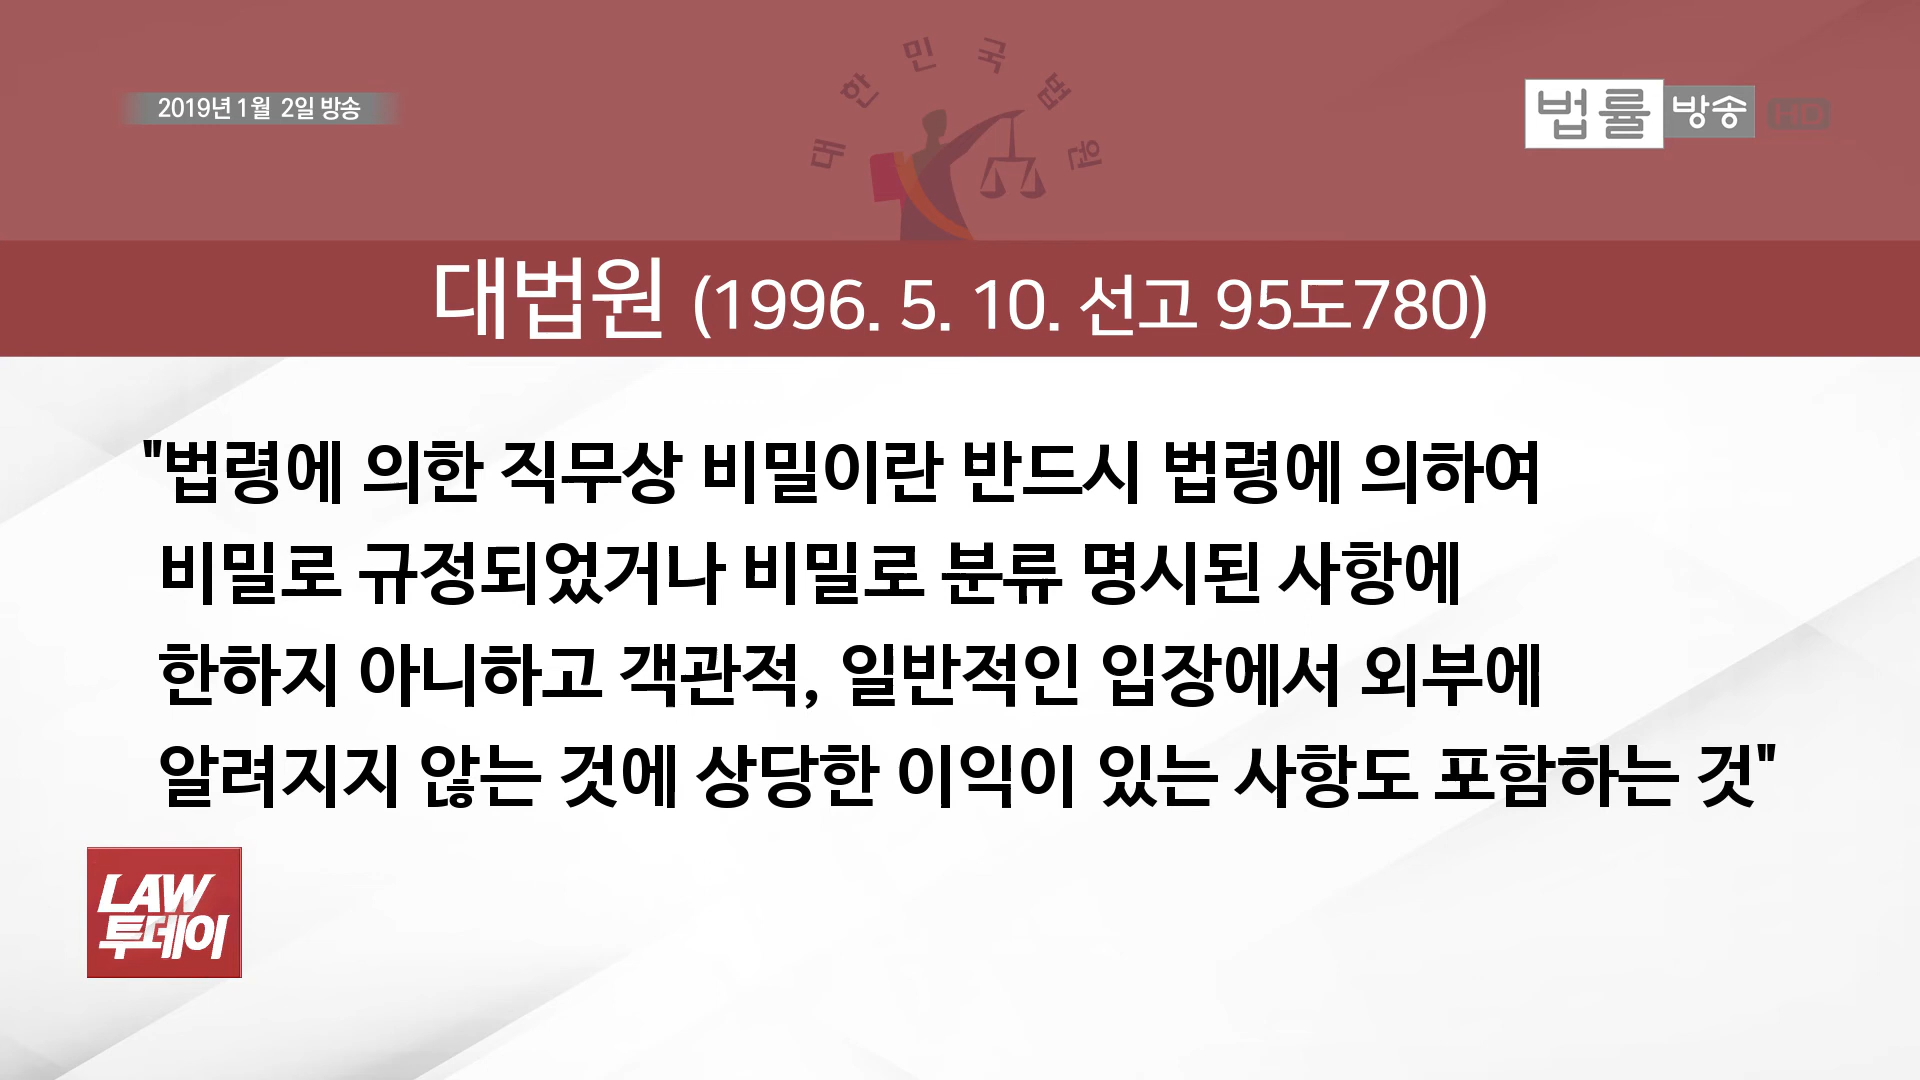 대한민국법원
2019년 1월 2일 방송
법률방송 HD
대법원 (1996. 5. 10. 선고 95도780)
"법령에 의한 직무상 비밀이란 반드시 법령에 의하여
비밀로 규정되었거나 비밀로 분류 명시된 사항에
한하지 아니하고 객관적, 일반적인 입장에서 외부에
알려지지 않는 것에 상당한 이익이 있는 사항도 포함하는 것"
LAW
투데이